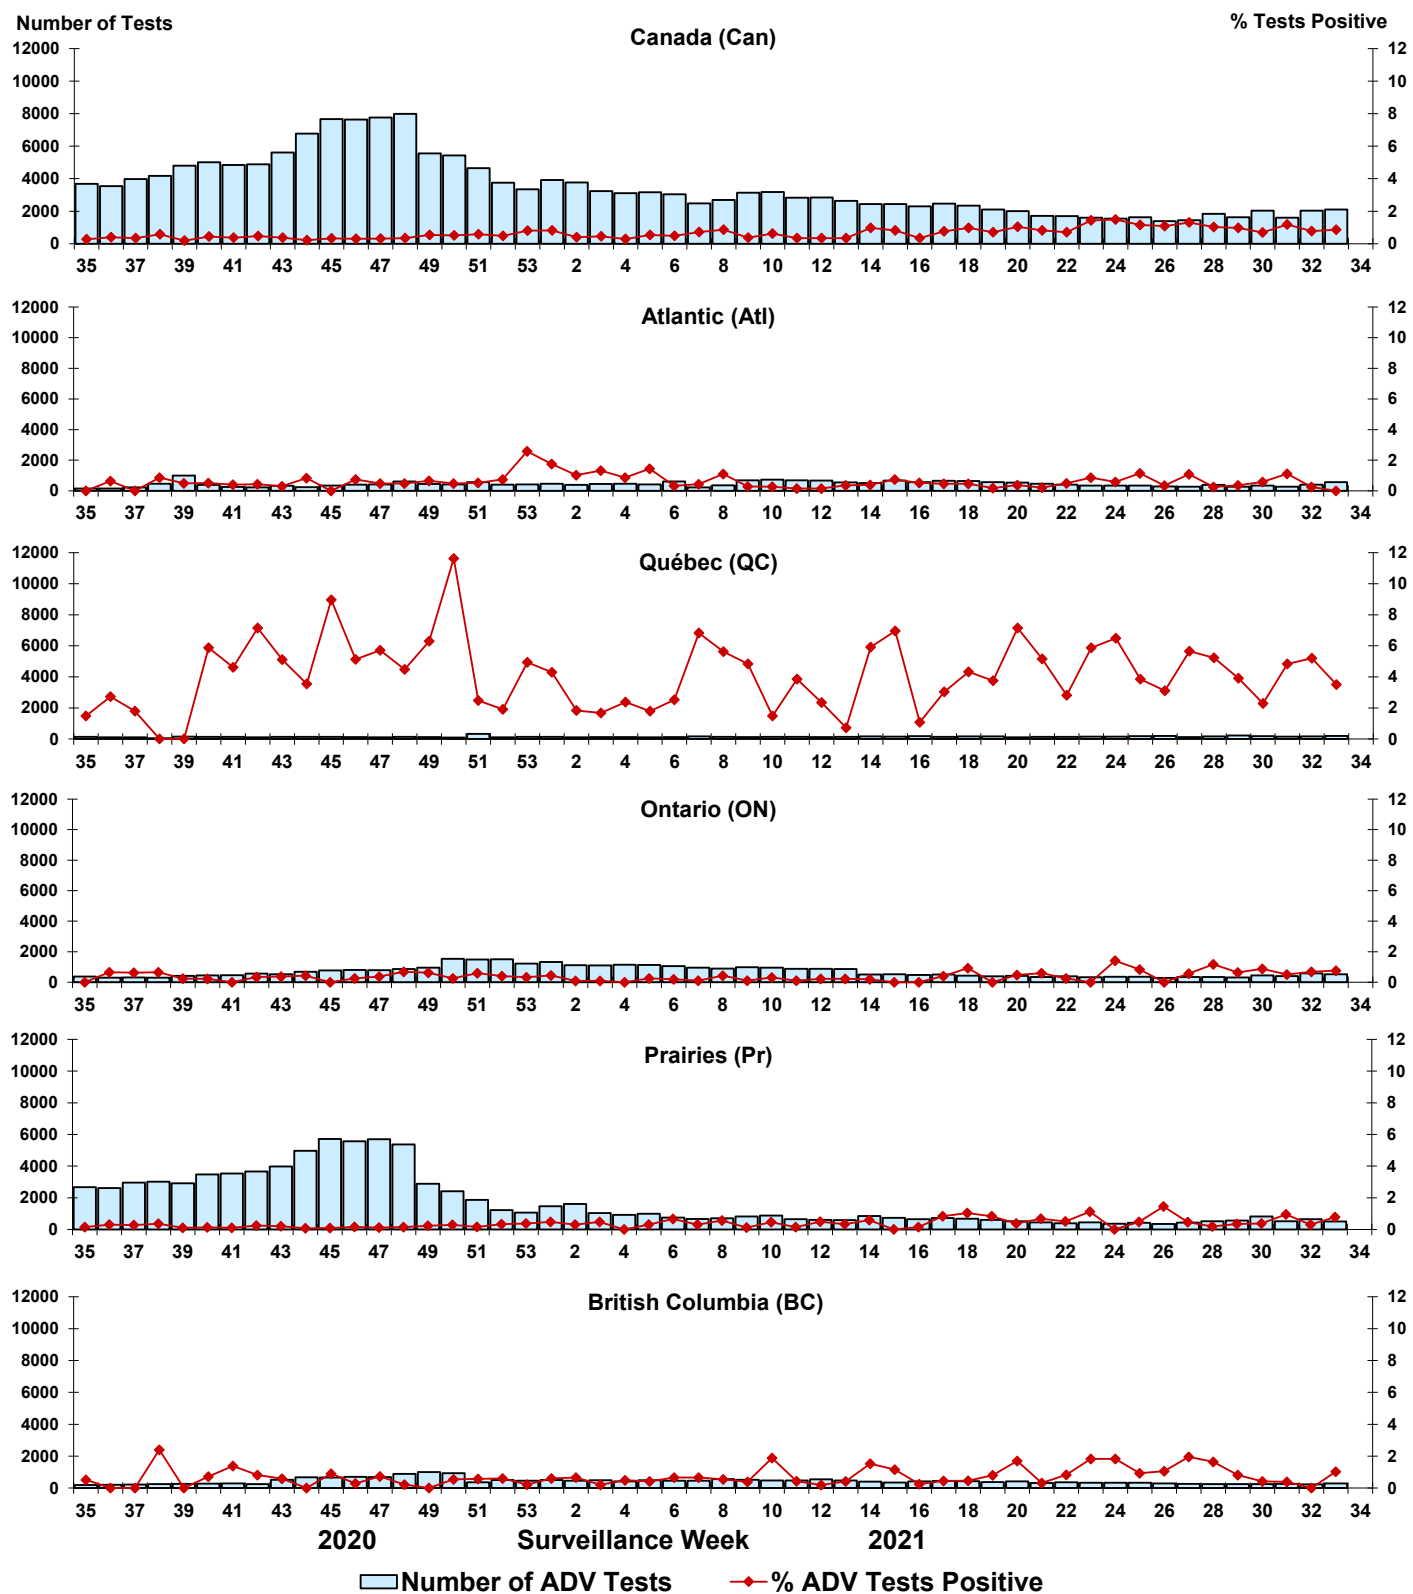 Number of Tests
% Tests Positive
Canada (Can)
12000 12
10000 10
8000 8
6000 6
4000 4
2000 2
0 0
35 37 39 41 43 45 47 49 51 53 2 4 6 8 10 12 14 16 18 20 22 24 26 28 30 32 34
Atlantic (Atl)
12000 12
10000 10
8000 8
6000 6
4000 4
2000 2
0 0
35 37 39 41 43 45 47 49 51 53 2 4 6 8 10 12 14 16 18 20 22 24 26 28 30 32 34
Québec (QC)
12000 12
10000 10
8000 8
6000 6
4000 4
2000 2
0 0
35 37 39 41 43 45 47 49 51 53 2 4 6 8 10 12 14 16 18 20 22 24 26 28 30 32 34
Ontario (ON)
12000 12
10000 10
8000 8
6000 6
4000 4
2000 2
0 0
35 37 39 41 43 45 47 49 51 53 2 4 6 8 10 12 14 16 18 20 22 24 26 28 30 32 34
Prairies (Pr)
12000 12
10000 10
8000 8
6000 6
4000 4
2000 2
0 0
35 37 39 41 43 45 47 49 51 53 2 4 6 8 10 12 14 16 18 20 22 24 26 28 30 32 34
British Columbia (BC)
12000 12
10000 10
8000 8
6000 6
4000 4
2000 2
0 0
35 37 39 41 43 45 47 49 51 53 2 4 6 8 10 12 14 16 18 20 22 24 26 28 30 32 34
2020 Surveillance Week 2021
Number of ADV Tests % ADV Tests Positive